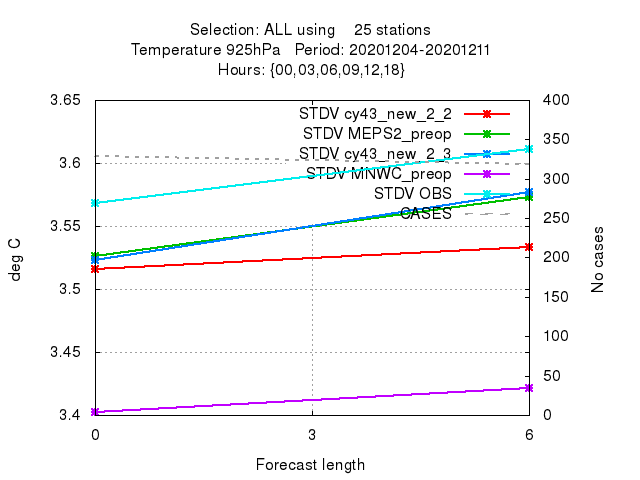 Selection: ALL using    25 stations
Temperature 925hPa   Period: 20201204-20201211
Hours: {00,03,06,09,12,18}
3.65
3.6
3.55
3.5
3.45
3.4
deg C
400
350
300
250
200
150
100
50
0
No cases
STDV cy43_new_2_2
STDV MEPS2_preop
STDV cy43_new_2_3
STDV MNWC_preop
STDV OBS
CASES
0
3
6
Forecast length